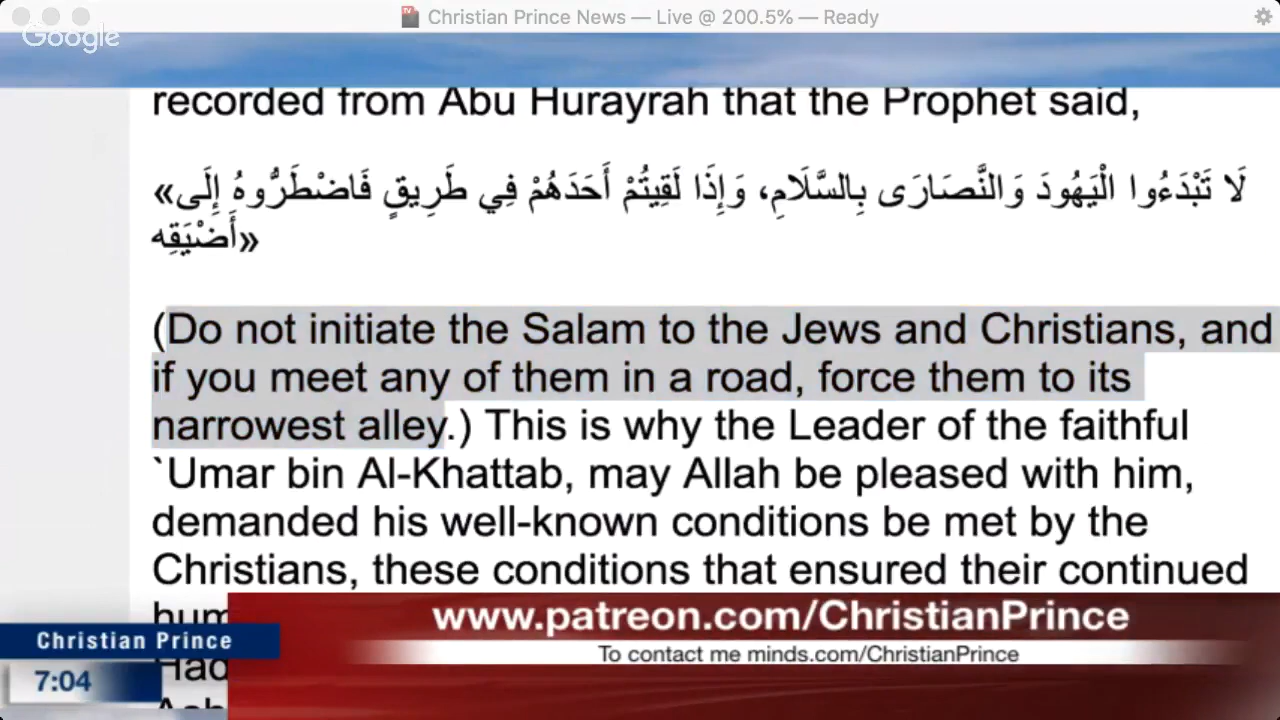 Christian Prince News — Live @ 200.5% — Ready
Google
recorded from Abu Hurayrah that the Prophet said,
لَا تَبْدَءُوا الْيَهُودَ وَالنَّصَارَى بِالسَّلَامِ، وَإِذَا لَقِيتُمْ أَحَدَهُمْ فِي طَرِيقٍ فَاضْطَرُّوهُ إِلَى»
«أَضْيَقِه
(Do not initiate the Salam to the Jews and Christians, and
if you meet any of them in a road, force them to its
narrowest alley.) This is why the Leader of the faithful
`Umar bin Al-Khattab, may Allah be pleased with him,
demanded his well-known conditions be met by the
Christians, these conditions that ensured their continued
www.patreon.com/ChristianPrince
Christian Prince
To contact me minds.com/ChristianPrince
7:04